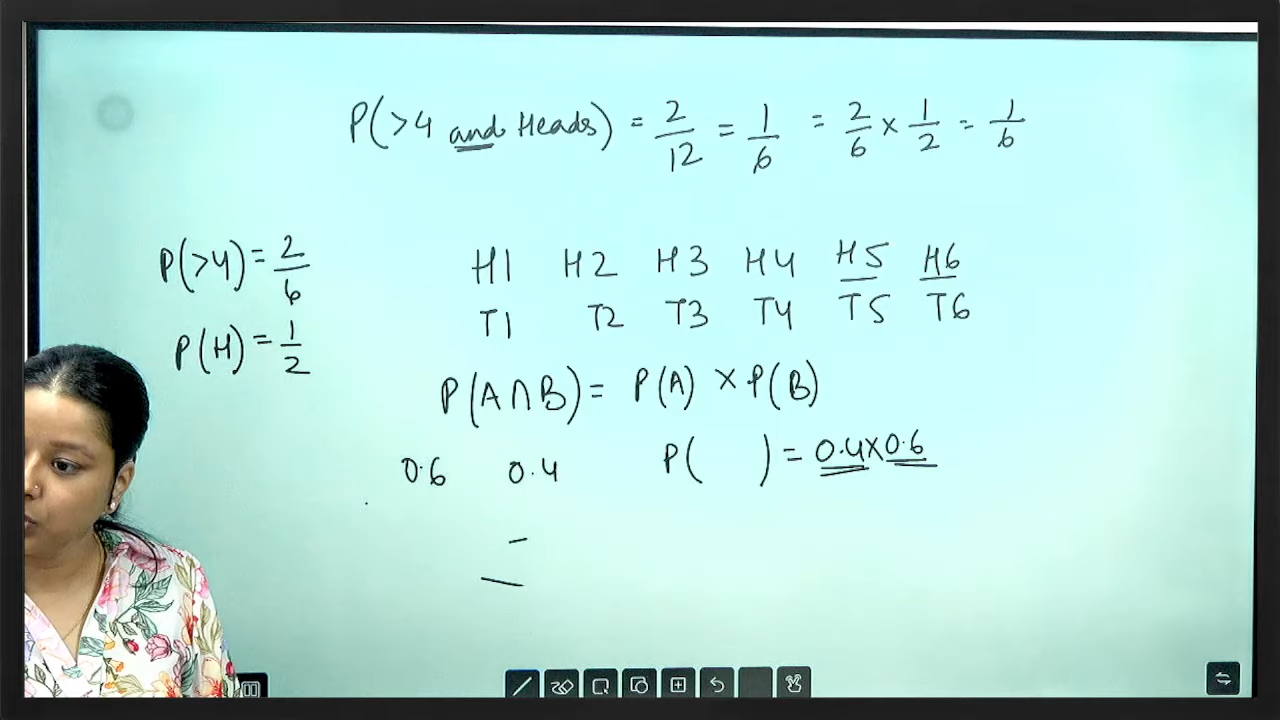 P(>4 and Heads) = 2/12 = 1/6 = 2/6 × 1/2 = 1/6
P(>4) = 2/6
P(H) = 1/2
H1 H2 H3 H4 H5 H6
T1 T2 T3 T4 T5 T6
P(A∩B) = P(A) × P(B)
0.6 0.4 P( ) = 0.4×0.6